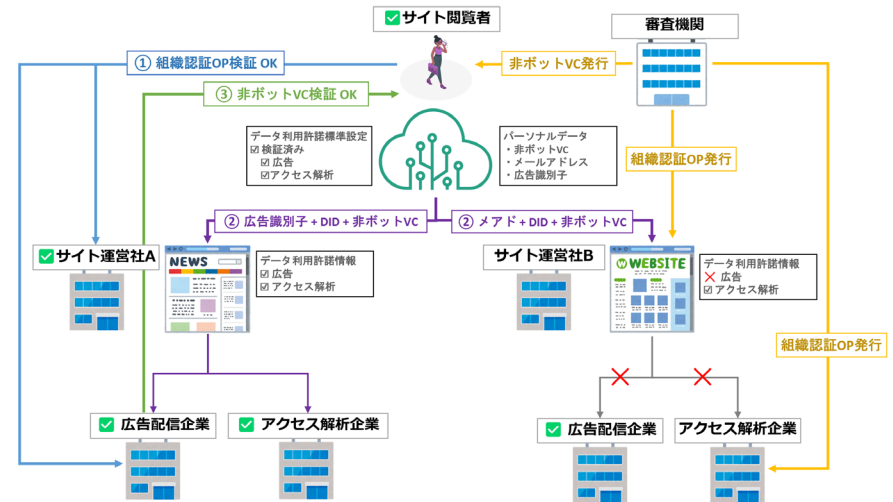 ✅サイト閲覧者
審査機関
① 組織認証OP検証 OK
非ボットVC発行
③ 非ボットVC検証 OK
データ利用許諾標準設定
☑ 検証済み
☑ 広告
☑アクセス解析
パーソナルデータ
・非ボットVC
・メールアドレス
・広告識別子
組織認証OP発行
② 広告識別子 + DID + 非ボットVC
② メアド + DID + 非ボットVC
✅サイト運営社A
NEWS
データ利用許諾情報
☑ 広告
☑ アクセス解析
サイト運営社B
WEBSITE
データ利用許諾情報
❌ 広告
☑ アクセス解析
組織認証OP発行
✅ 広告配信企業
✅ アクセス解析企業
✅ 広告配信企業
アクセス解析企業